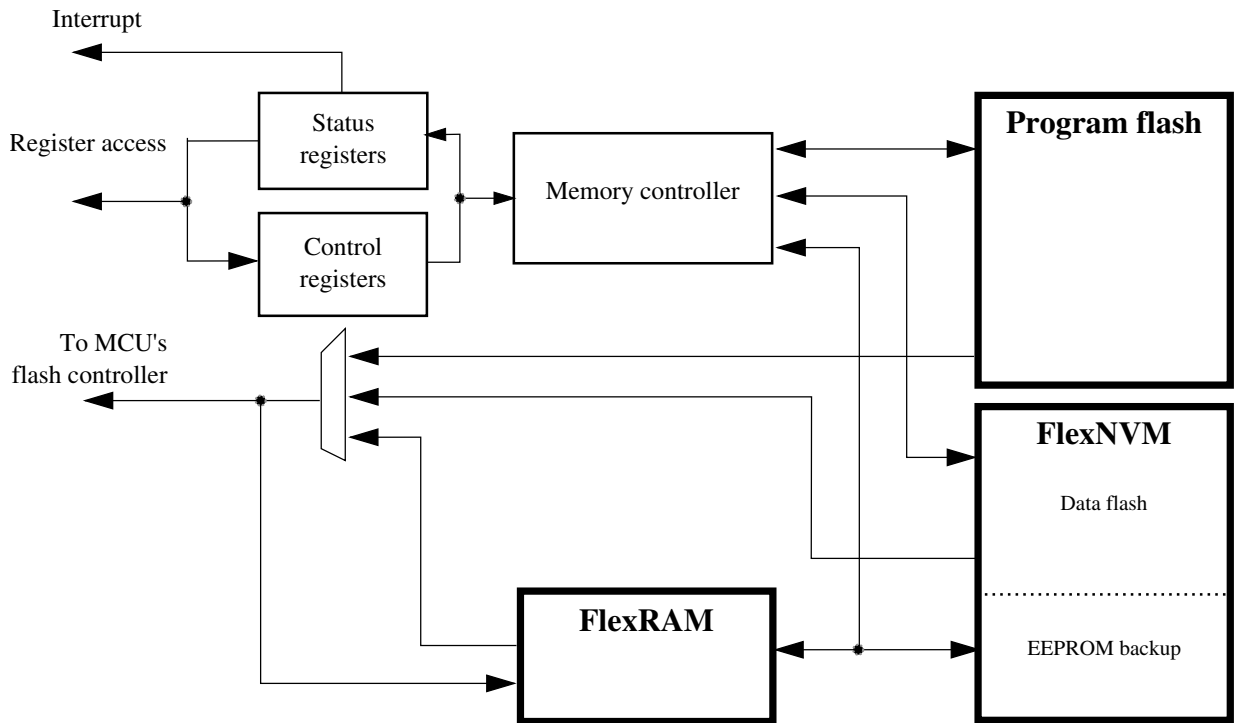 Interrupt
Status
registers
Register access
Control
registers
Memory controller
Program flash
To MCU's
flash controller
FlexNVM
Data flash
EEPROM backup
FlexRAM